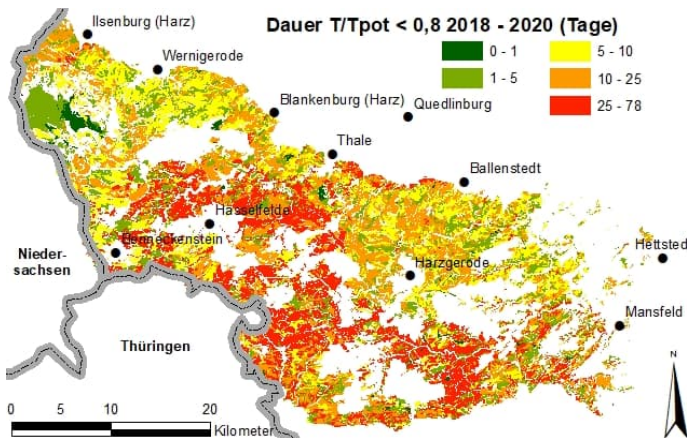 Dauer T/Tpot < 0,8 2018 - 2020 (Tage)
0 - 1
5 - 10
1 - 5
10 - 25
25 - 78
Ilsenburg (Harz)
Wernigerode
Blankenburg (Harz)
Quedlinburg
Thale
Ballenstedt
Hasselfelde
Benneckenstein
Nieder-
sachsen
Harzgerode
Hettsted
Mansfeld
Thüringen
N
0 5 10 20
Kilometer